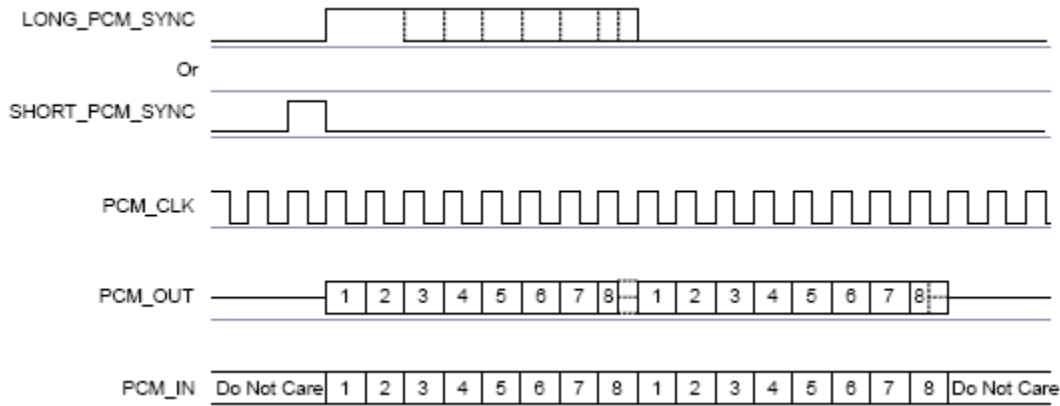 LONG_PCM_SYNC
Or
SHORT_PCM_SYNC
PCM_CLK
PCM_OUT 1 2 3 4 5 6 7 8 1 2 3 4 5 6 7 8
PCM_IN Do Not Care 1 2 3 4 5 6 7 8 1 2 3 4 5 6 7 8 Do Not Care